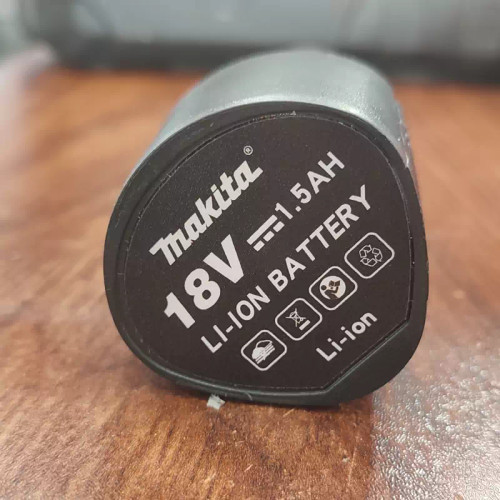 Makita®
18V 1.5AH
LI-ION BATTERY
Li-ion